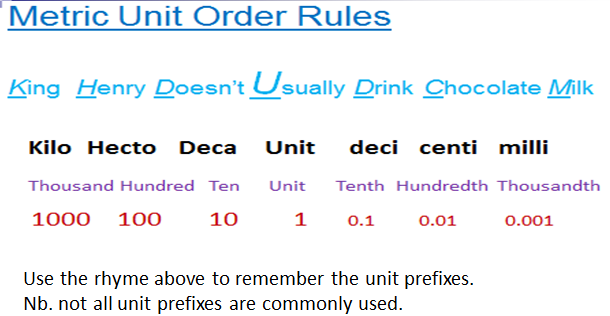 Metric Unit Order Rules
King Henry Doesn't Usually Drink Chocolate Milk
Kilo Hecto Deca Unit deci centi milli
Thousand Hundred Ten Unit Tenth Hundredth Thousandth
1000 100 10 1 0.1 0.01 0.001
Use the rhyme above to remember the unit prefixes.
Nb. not all unit prefixes are commonly used.